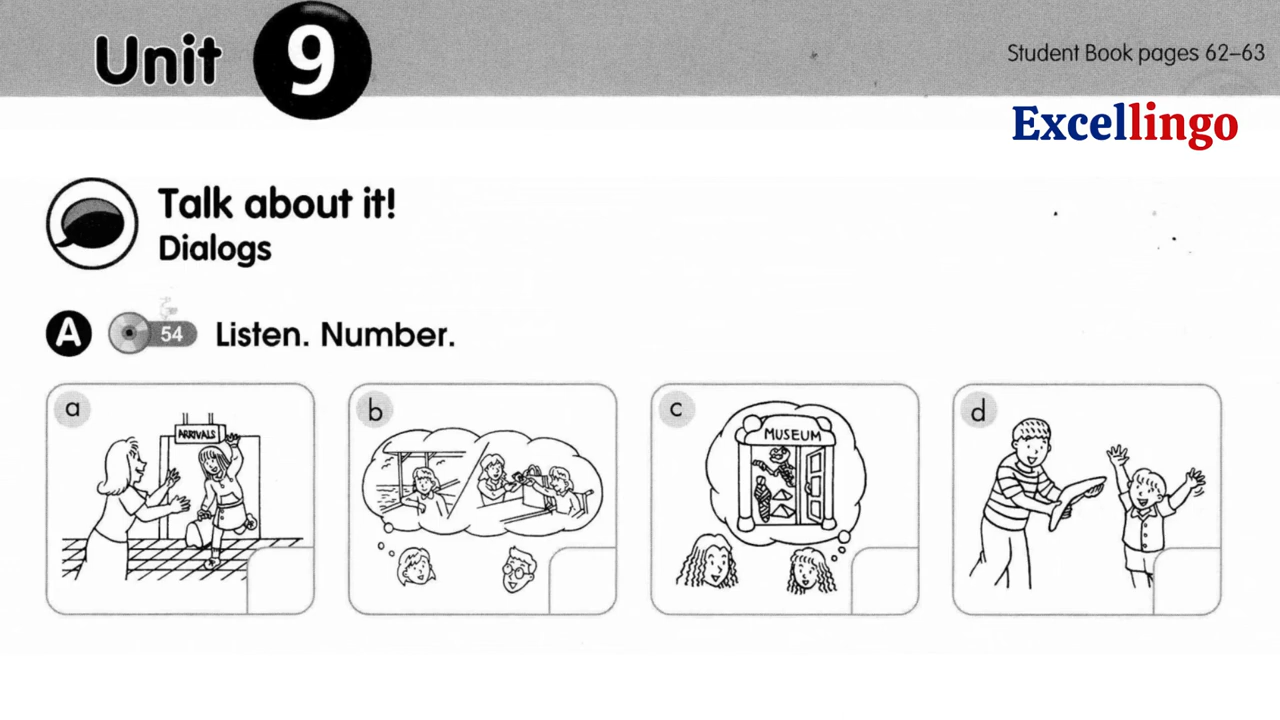 Unit 9
Student Book pages 62–63
Excellingo
Talk about it!
Dialogs
A 54 Listen. Number.
a
ARRIVALS
b
c
MUSEUM
d